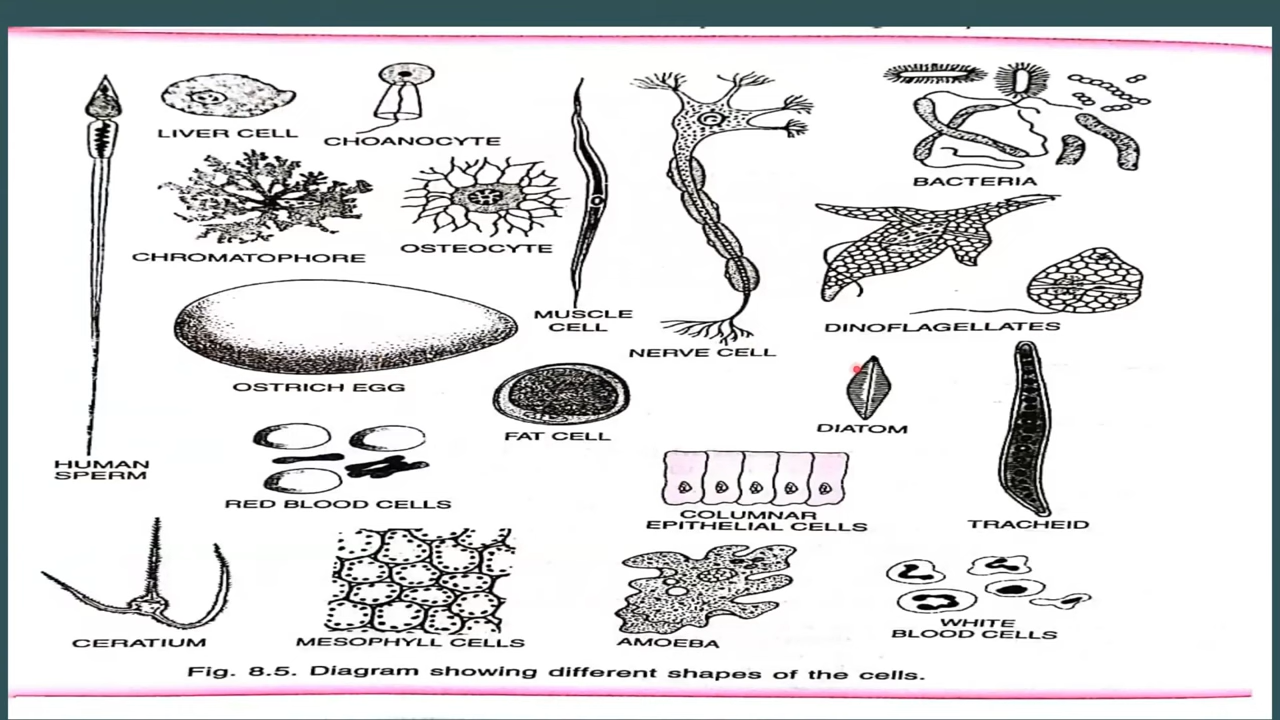 LIVER CELL
CHOANOCYTE
BACTERIA
CHROMATOPHORE
OSTEOCYTE
MUSCLE
CELL
NERVE CELL
DINOFLAGELLATES
OSTRICH EGG
FAT CELL
DIATOM
HUMAN
SPERM
RED BLOOD CELLS
COLUMNAR
EPITHELIAL CELLS
TRACHEID
CERATIUM
MESOPHYLL CELLS
AMOEBA
WHITE
BLOOD CELLS
Fig. 8.5. Diagram showing different shapes of the cells.